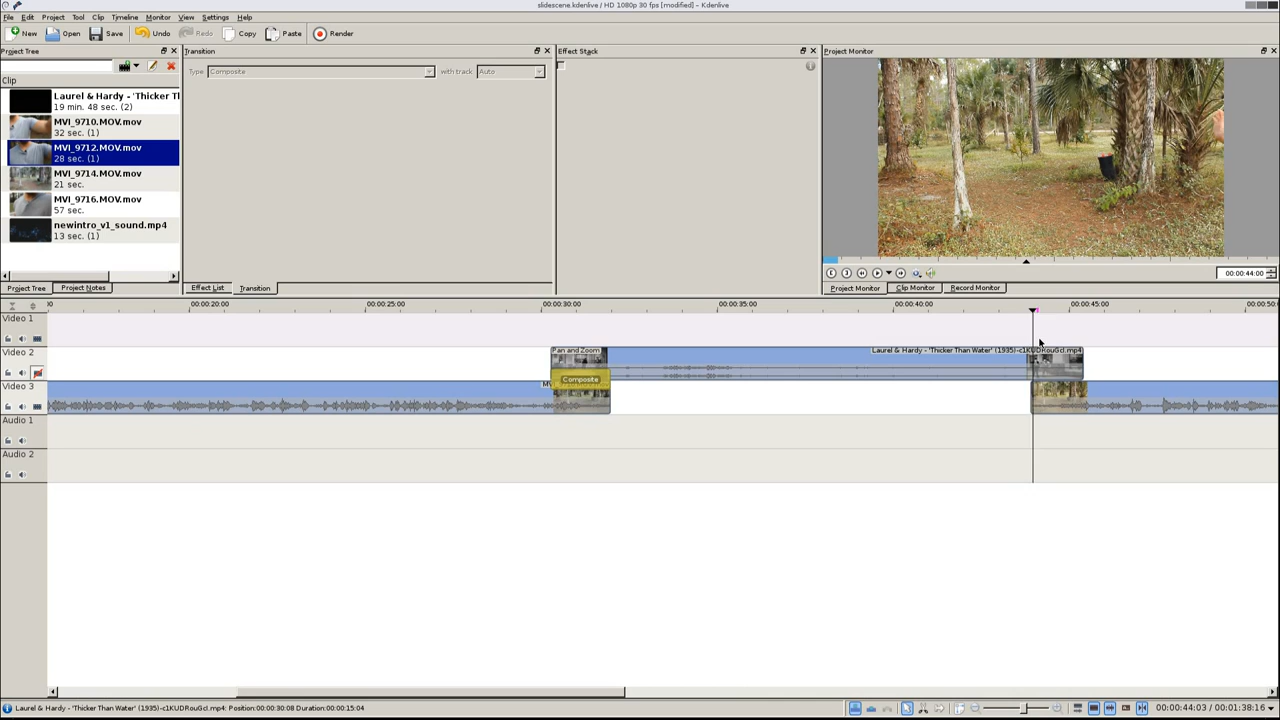 slidescene.kdenlive / HD 1080p 30 fps [modified] – Kdenlive
File Edit Project Tool Clip Timeline Monitor View Settings Help
New Open Save Undo Redo Copy Paste Render
Project Tree
Transition
Effect Stack
Project Monitor
Type Composite with track Auto
Clip
Laurel & Hardy - 'Thicker T
19 min. 48 sec. (2)
MVI_9710.MOV.mov
32 sec. (1)
MVI_9712.MOV.mov
28 sec. (1)
MVI_9714.MOV.mov
21 sec.
MVI_9716.MOV.mov
57 sec.
newintro_v1_sound.mp4
13 sec. (1)
00:00:44:00
Project Tree Project Notes
Effect List Transition
Project Monitor Clip Monitor Record Monitor
00:00:20:00 00:00:25:00 00:00:30:00 00:00:35:00 00:00:40:00 00:00:45:00 00:00:50:0
Video 1
Video 2
Pan and Zoom
Laurel & Hardy - 'Thicker Than Water' (1935)-c1KUDRouGcI.mp4
Composite
Video 3
Audio 1
Audio 2
Laurel & Hardy - 'Thicker Than Water' (1935)-c1KUDRouGcI.mp4: Position:00:00:30:08 Duration:00:00:15:04
00:00:44:03 / 00:01:38:16